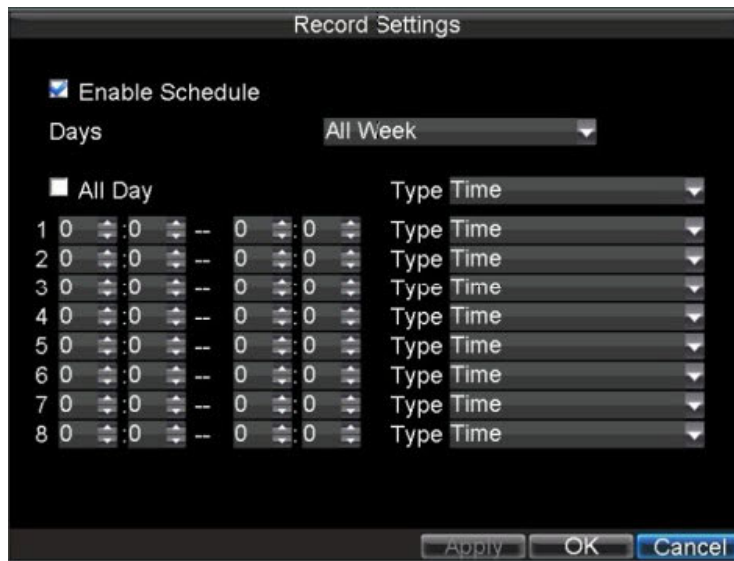 Record Settings
Enable Schedule
Days All Week
All Day Type Time
1 0 :0 -- 0 :0 Type Time
2 0 :0 -- 0 :0 Type Time
3 0 :0 -- 0 :0 Type Time
4 0 :0 -- 0 :0 Type Time
5 0 :0 -- 0 :0 Type Time
6 0 :0 -- 0 :0 Type Time
7 0 :0 -- 0 :0 Type Time
8 0 :0 -- 0 :0 Type Time
Apply OK Cancel